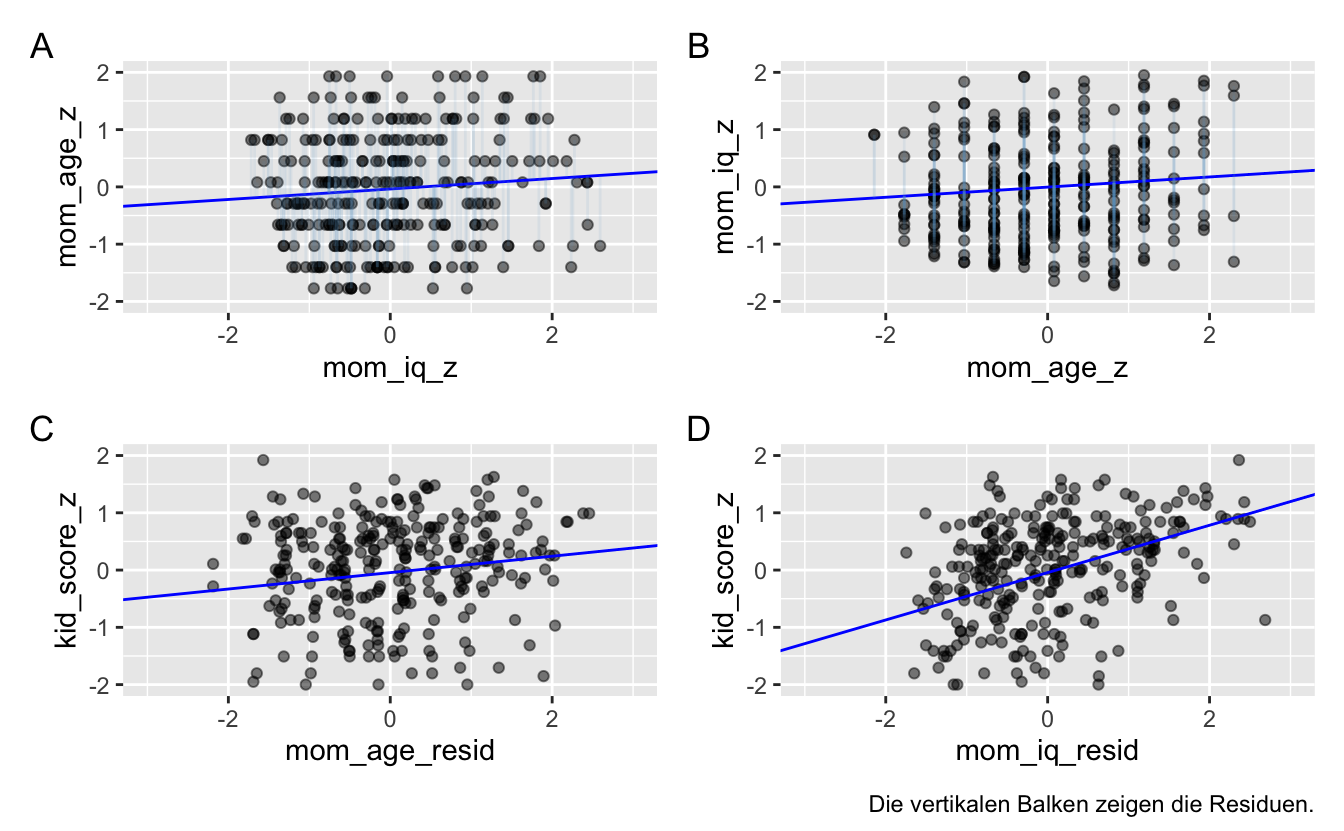 A
mom_age_z
2
1
0
-1
-2
-2 0 2
mom_iq_z
B
mom_iq_z
2
1
0
-1
-2
-2 0 2
mom_age_z
C
kid_score_z
2
1
0
-1
-2
-2 0 2
mom_age_resid
D
kid_score_z
2
1
0
-1
-2
-2 0 2
mom_iq_resid
Die vertikalen Balken zeigen die Residuen.